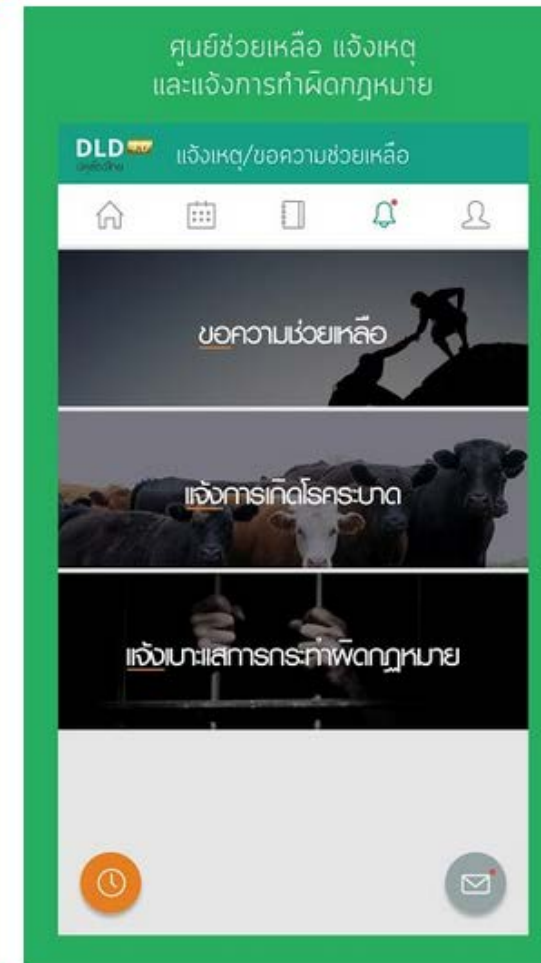 ศูนย์ช่วยเหลือ แจ้งเหตุ
และแจ้งการทำผิดกฎหมาย
DLD 4.0
แจ้งเหตุ/ขอความช่วยเหลือ
ขอความช่วยเหลือ
แจ้งการเกิดโรคระบาด
แจ้งเบาะแสการกระทำผิดกฎหมาย